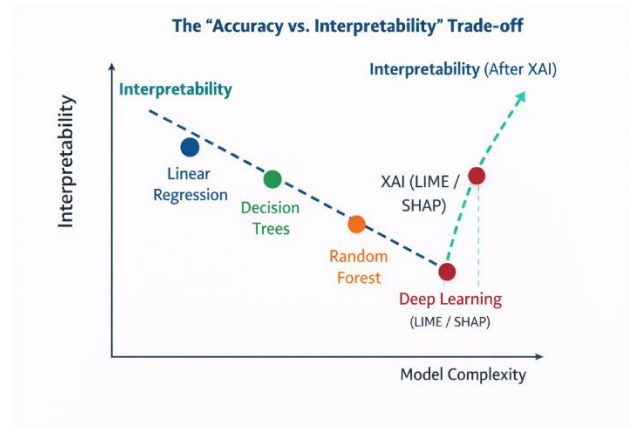 The “Accuracy vs. Interpretability” Trade-off
Interpretability (After XAI)
Interpretability
Interpretability
Linear
Regression
Decision
Trees
XAI (LIME /
SHAP)
Random
Forest
Deep Learning
(LIME / SHAP)
Model Complexity